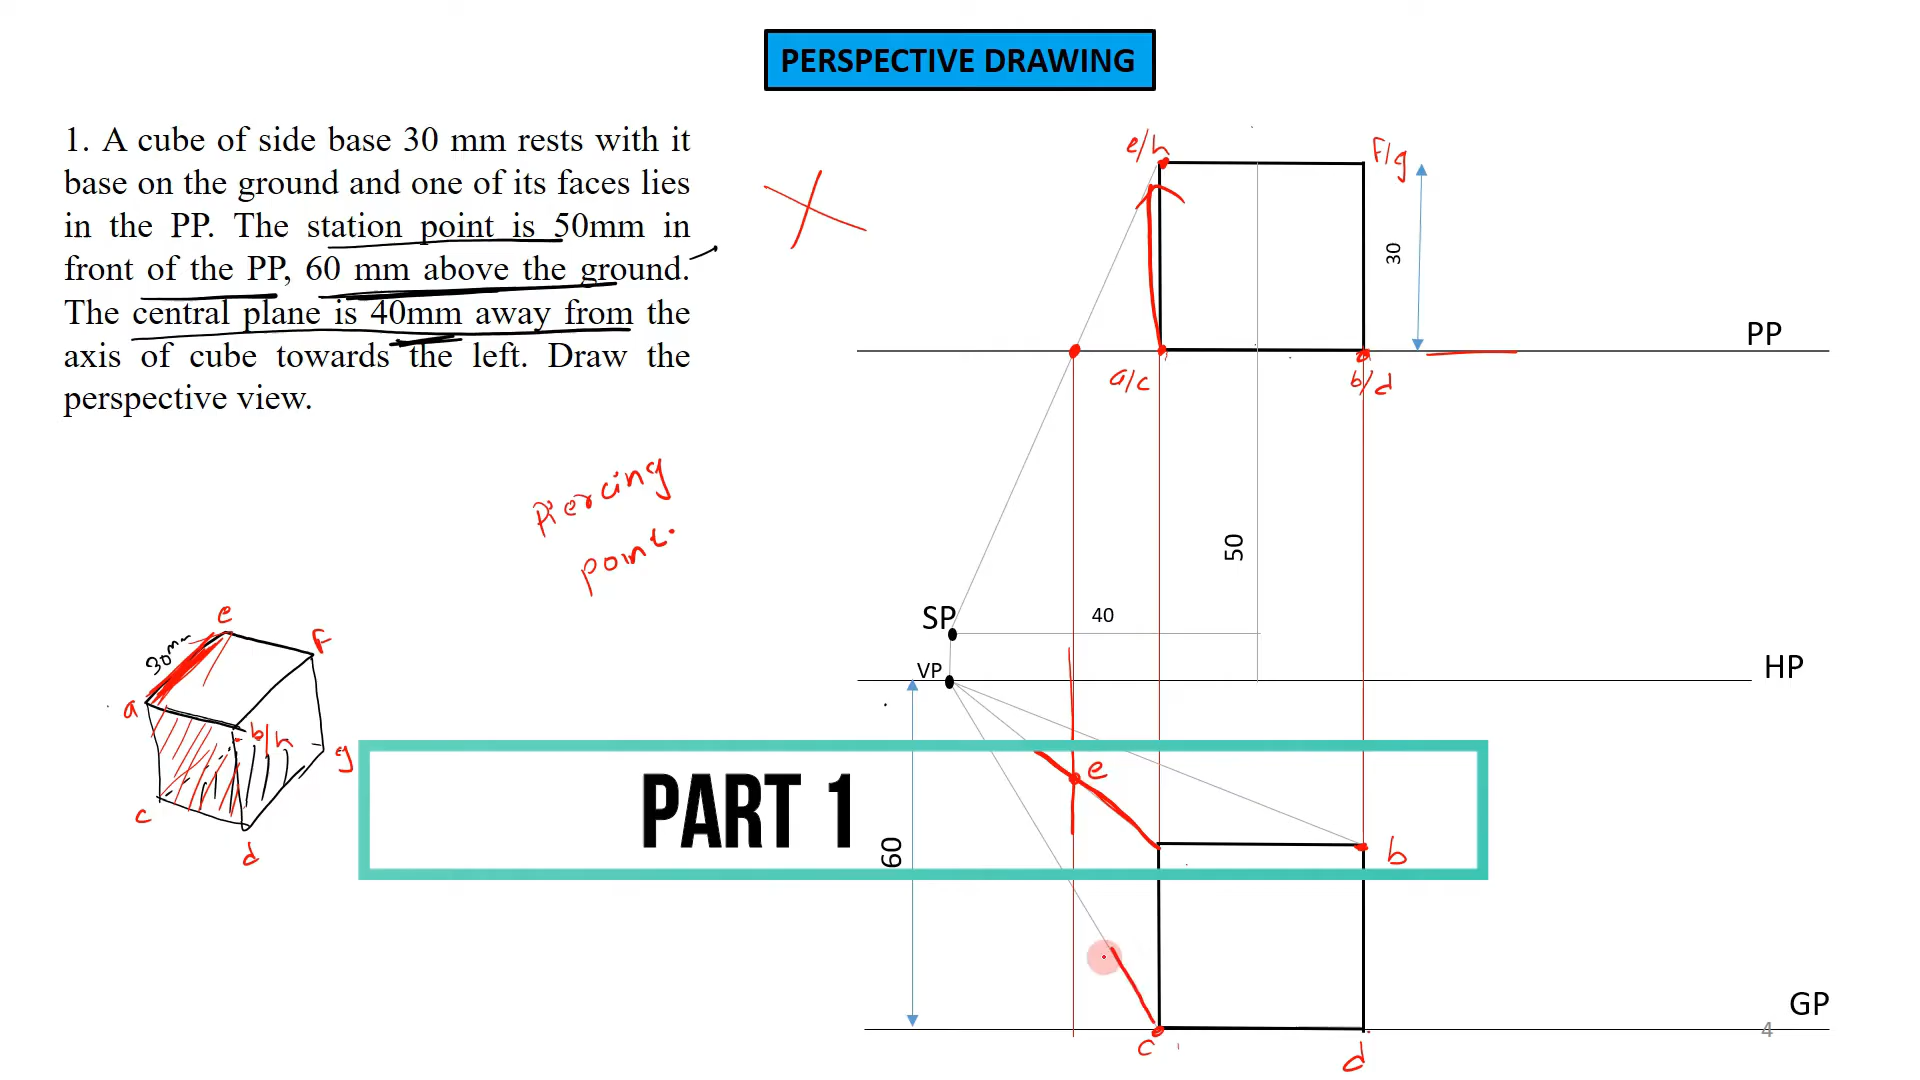 PERSPECTIVE DRAWING
1. A cube of side base 30 mm rests with it
base on the ground and one of its faces lies
in the PP. The station point is 50mm in
front of the PP, 60 mm above the ground.
The central plane is 40mm away from the
axis of cube towards the left. Draw the
perspective view.
Piercing
point.
e
30mm
f
a
b/h
g
c
d
e/h
F/g
30
PP
a/c
b/d
50
SP
40
VP
HP
e
PART 1
60
b
GP
4
c
d